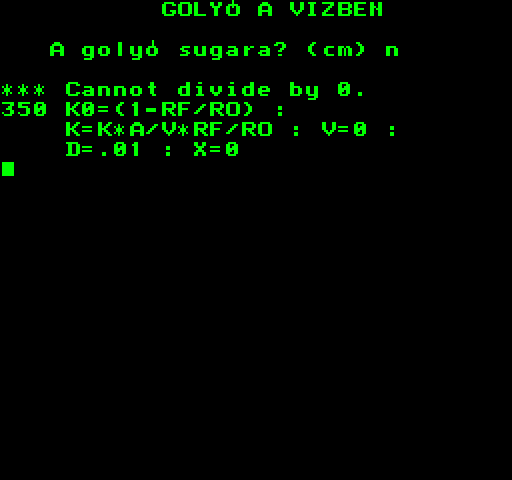 GOLYÓ A VIZBEN
A golyó sugara? (cm) n
*** Cannot divide by 0.
350 K0=(1-RF/RO) :
K=K*A/V*RF/RO : V=0 :
D=.01 : X=0